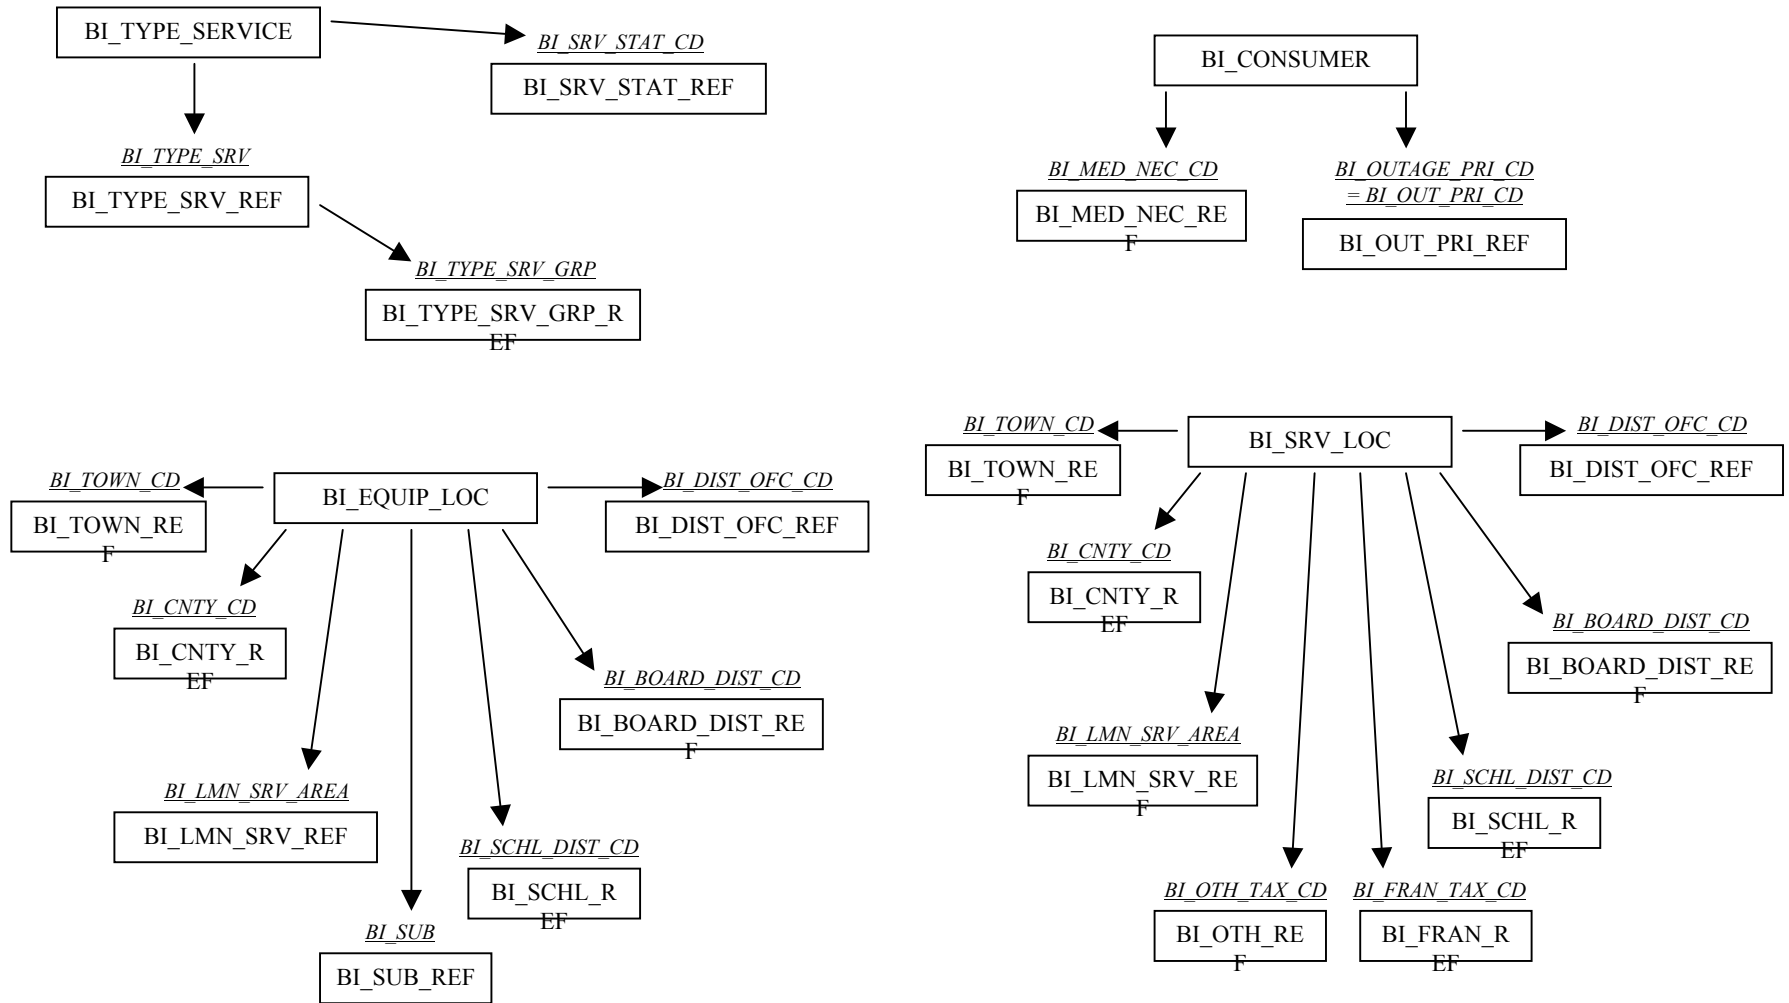 BI_TYPE_SERVICE
BI_SRV_STAT_CD
BI_SRV_STAT_REF
BI_TYPE_SRV
BI_TYPE_SRV_REF
BI_TYPE_SRV_GRP
BI_TYPE_SRV_GRP_R
EF
BI_CONSUMER
BI_MED_NEC_CD
BI_MED_NEC_RE
F
BI_OUTAGE_PRI_CD
= BI_OUT_PRI_CD
BI_OUT_PRI_REF
BI_TOWN_CD
BI_TOWN_RE
F
BI_EQUIP_LOC
BI_DIST_OFC_CD
BI_DIST_OFC_REF
BI_CNTY_CD
BI_CNTY_R
EF
BI_BOARD_DIST_CD
BI_BOARD_DIST_RE
F
BI_LMN_SRV_AREA
BI_LMN_SRV_REF
BI_SCHL_DIST_CD
BI_SCHL_R
EF
BI_SUB
BI_SUB_REF
BI_TOWN_CD
BI_TOWN_RE
F
BI_SRV_LOC
BI_DIST_OFC_CD
BI_DIST_OFC_REF
BI_CNTY_CD
BI_CNTY_R
EF
BI_BOARD_DIST_CD
BI_BOARD_DIST_RE
F
BI_LMN_SRV_AREA
BI_LMN_SRV_RE
F
BI_SCHL_DIST_CD
BI_SCHL_R
EF
BI_OTH_TAX_CD
BI_OTH_RE
F
BI_FRAN_TAX_CD
BI_FRAN_R
EF